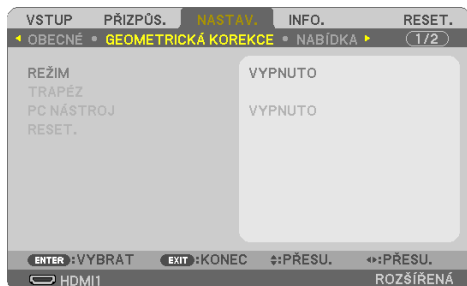 VSTUP PŘIZPŮS. NASTAV. INFO. RESET.
OBECNÉ • GEOMETRICKÁ KOREKCE • NABÍDKA 1/2
REŽIM VYPNUTO
TRAPÉZ
PC NÁSTROJ VYPNUTO
RESET.
ENTER :VYBRAT EXIT :KONEC :PŘESU. :PŘESU.
HDMI1 ROZŠÍŘENÁ